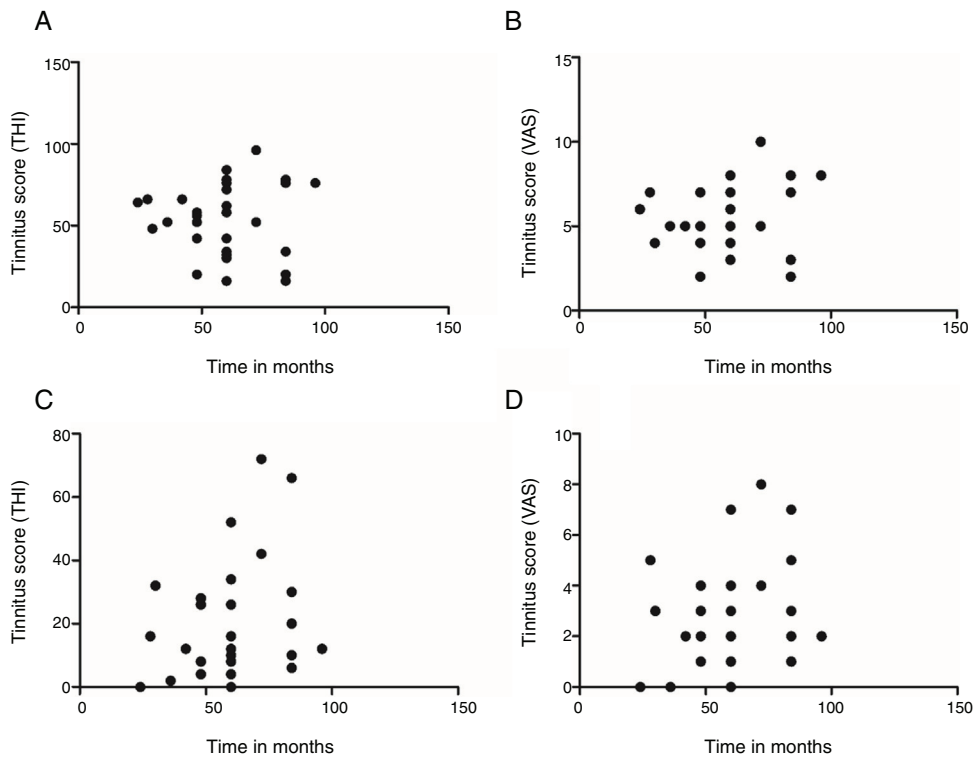 A
150
100
50
0
Tinnitus score (THI)
0 50 100 150
Time in months
B
15
10
5
0
Tinnitus score (VAS)
0 50 100 150
Time in months
C
80
60
40
20
0
Tinnitus score (THI)
0 50 100 150
Time in months
D
10
8
6
4
2
0
Tinnitus score (VAS)
0 50 100 150
Time in months